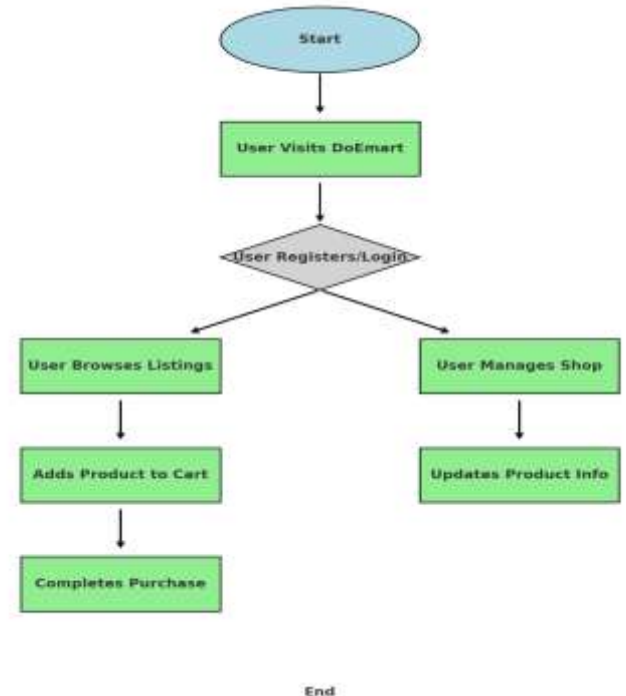 Start
User Visits DoEmart
User Registers/Login
User Browses Listings
User Manages Shop
Adds Product to Cart
Updates Product Info
Completes Purchase
End